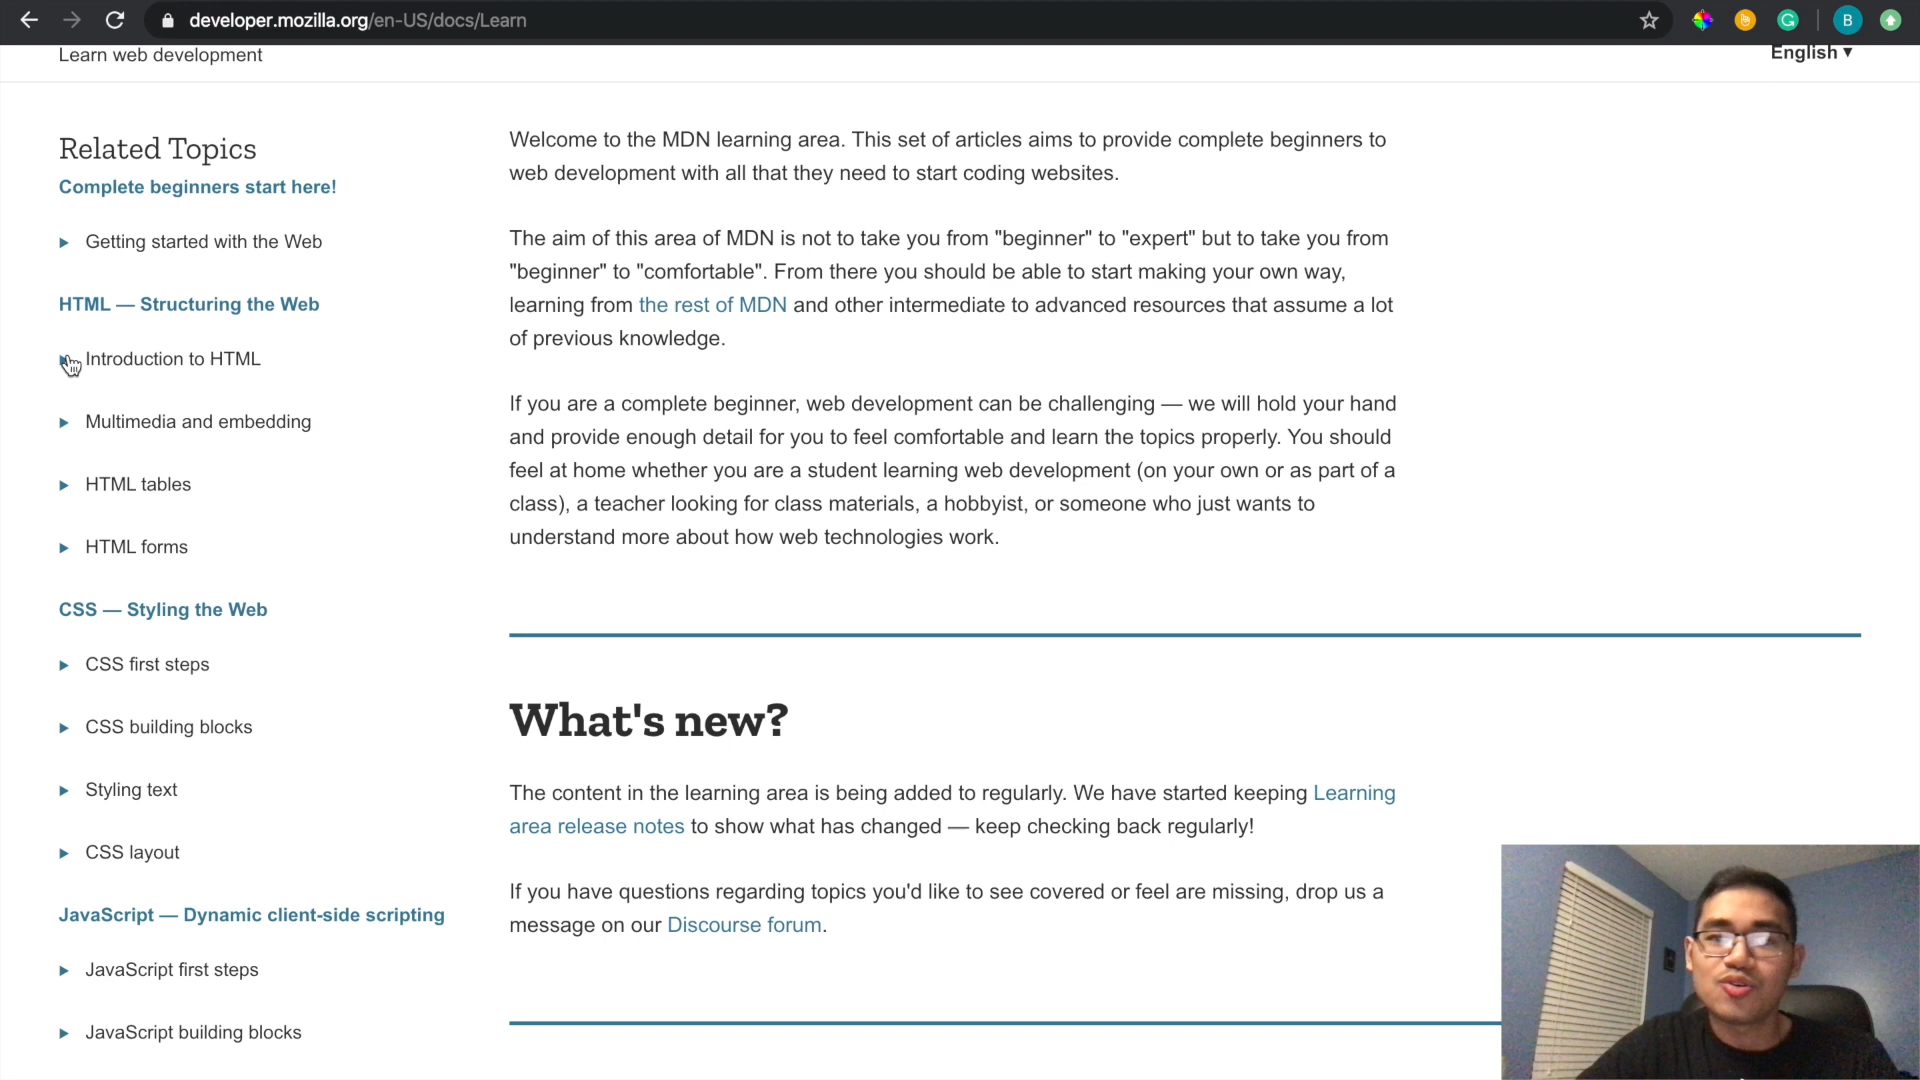 developer.mozilla.org/en-US/docs/Learn
B
Learn web development
English ▼
Related Topics
Complete beginners start here!
Getting started with the Web
HTML — Structuring the Web
Introduction to HTML
Multimedia and embedding
HTML tables
HTML forms
CSS — Styling the Web
CSS first steps
CSS building blocks
Styling text
CSS layout
JavaScript — Dynamic client-side scripting
JavaScript first steps
JavaScript building blocks
Welcome to the MDN learning area. This set of articles aims to provide complete beginners to
web development with all that they need to start coding websites.
The aim of this area of MDN is not to take you from "beginner" to "expert" but to take you from
"beginner" to "comfortable". From there you should be able to start making your own way,
learning from the rest of MDN and other intermediate to advanced resources that assume a lot
of previous knowledge.
If you are a complete beginner, web development can be challenging — we will hold your hand
and provide enough detail for you to feel comfortable and learn the topics properly. You should
feel at home whether you are a student learning web development (on your own or as part of a
class), a teacher looking for class materials, a hobbyist, or someone who just wants to
understand more about how web technologies work.
What's new?
The content in the learning area is being added to regularly. We have started keeping Learning
area release notes to show what has changed — keep checking back regularly!
If you have questions regarding topics you'd like to see covered or feel are missing, drop us a
message on our Discourse forum.